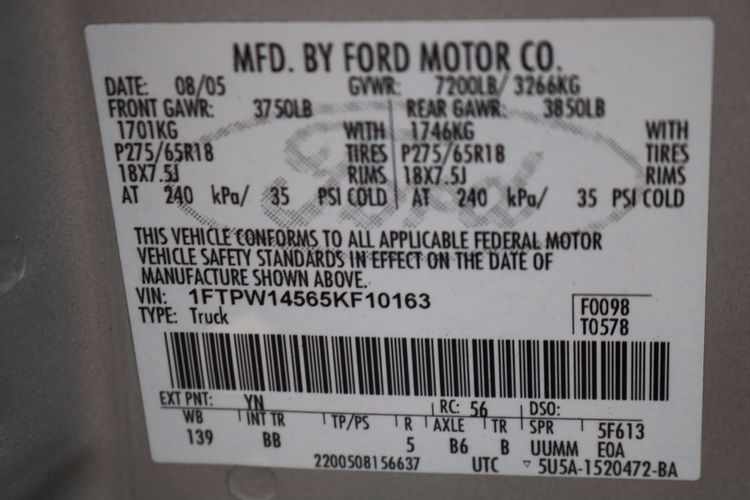 MFD. BY FORD MOTOR CO.
DATE: 08/05 GVWR: 7200LB/ 3266KG
FRONT GAWR: 3750LB REAR GAWR: 3850LB
1701KG WITH 1746KG WITH
P275/65R18 TIRES P275/65R18 TIRES
18X7.5J RIMS 18X7.5J RIMS
AT 240 kPa/ 35 PSI COLD AT 240 kPa/ 35 PSI COLD
THIS VEHICLE CONFORMS TO ALL APPLICABLE FEDERAL MOTOR
VEHICLE SAFETY STANDARDS IN EFFECT ON THE DATE OF
MANUFACTURE SHOWN ABOVE.
VIN: 1FTPW14565KF10163 F0098
TYPE: Truck T0578
EXT PNT: YN RC: 56 DSO:
WB INT TR TP/PS R AXLE TR SPR 5F613
139 BB 5 B6 B UUMM EOA
2200508156637 UTC ▽ 5U5A-1520472-BA